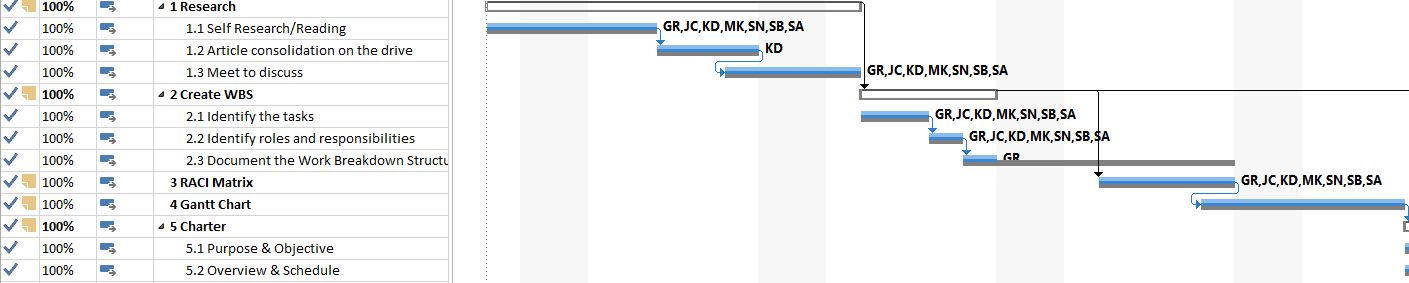 100% 1 Research
100% 1.1 Self Research/Reading GR,JC,KD,MK,SN,SB,SA
100% 1.2 Article consolidation on the drive KD
100% 1.3 Meet to discuss GR,JC,KD,MK,SN,SB,SA
100% 2 Create WBS
100% 2.1 Identify the tasks GR,JC,KD,MK,SN,SB,SA
100% 2.2 Identify roles and responsibilities GR,JC,KD,MK,SN,SB,SA
100% 2.3 Document the Work Breakdown Structu GR
100% 3 RACI Matrix GR,JC,KD,MK,SN,SB,SA
100% 4 Gantt Chart
100% 5 Charter
100% 5.1 Purpose & Objective
100% 5.2 Overview & Schedule